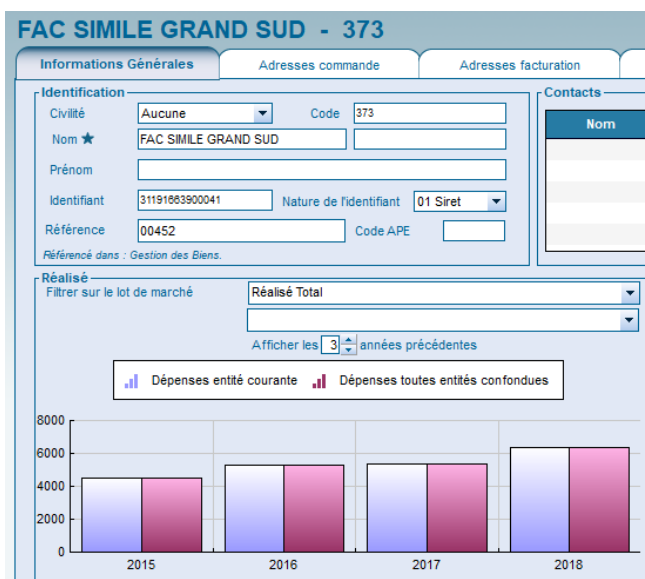 FAC SIMILE GRAND SUD - 373
Informations Générales
Adresses commande
Adresses facturation
Identification
Civilité
Aucune
Code
373
Nom ★
FAC SIMILE GRAND SUD
Prénom
Identifiant
31191663900041
Nature de l'identifiant
01 Siret
Référence
00452
Code APE
Référencé dans : Gestion des Biens.
Contacts
Nom
Réalisé
Filtrer sur le lot de marché
Réalisé Total
Afficher les 3 années précédentes
Dépenses entité courante
Dépenses toutes entités confondues
8000
6000
4000
2000
0
2015
2016
2017
2018